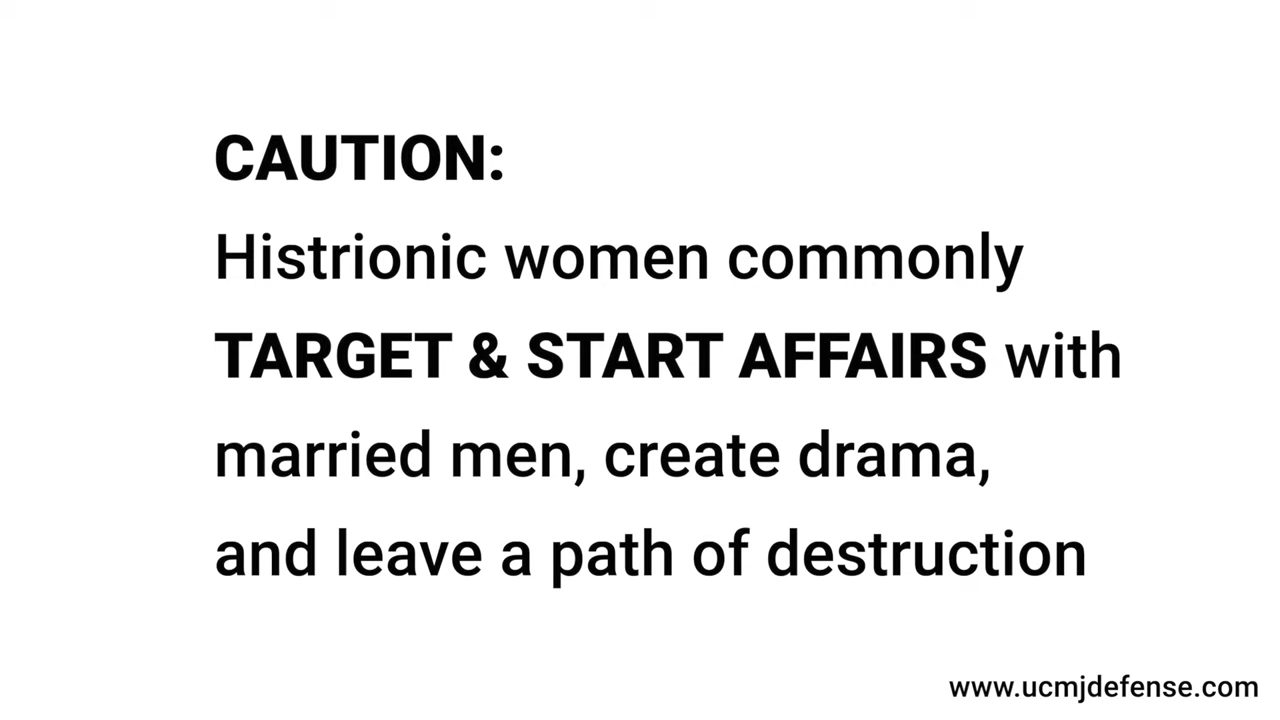 CAUTION:
Histrionic women commonly
TARGET & START AFFAIRS with
married men, create drama,
and leave a path of destruction
www.ucmjdefense.com